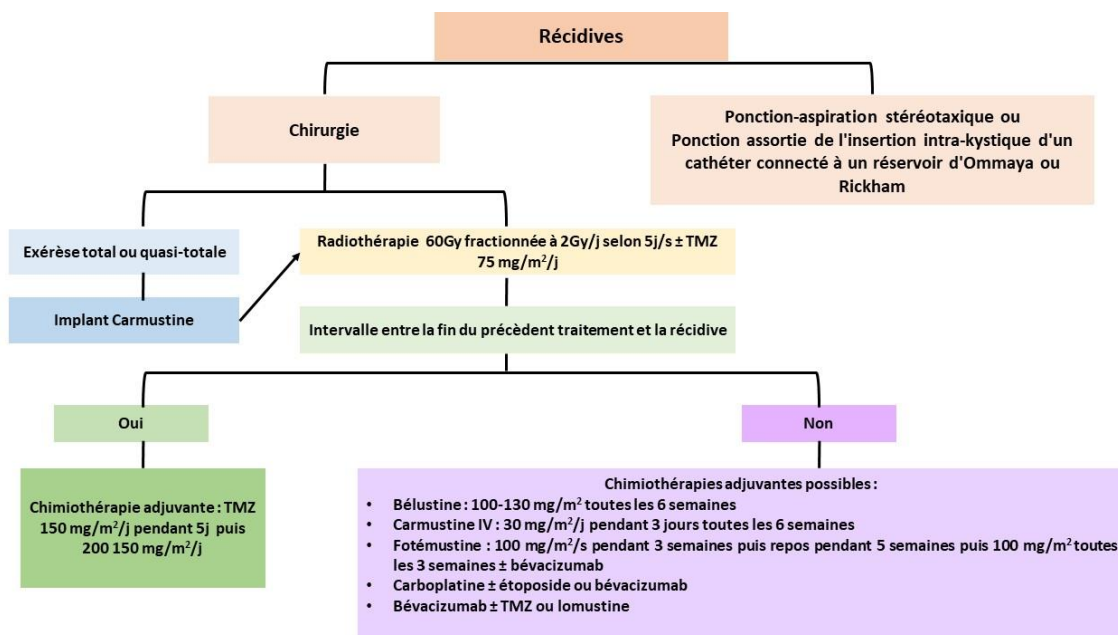 Récidives
Chirurgie
Ponction-aspiration stéréotaxique ou
Ponction assortie de l'insertion intra-kystique d'un
cathéter connecté à un réservoir d'Ommaya ou
Rickham
Exérèse total ou quasi-totale
Radiothérapie 60Gy fractionnée à 2Gy/j selon 5j/s ± TMZ
75 mg/m²/j
Implant Carmustine
Intervalle entre la fin du précèdent traitement et la récidive
Oui
Non
Chimiothérapie adjuvante : TMZ
150 mg/m²/j pendant 5j puis
200 150 mg/m²/j
Chimiothérapies adjuvantes possibles :
• Bélustine : 100-130 mg/m² toutes les 6 semaines
• Carmustine IV : 30 mg/m²/j pendant 3 jours toutes les 6 semaines
• Fotémustine : 100 mg/m²/s pendant 3 semaines puis repos pendant 5 semaines puis 100 mg/m² toutes
les 3 semaines ± bévacizumab
• Carboplatine ± étoposide ou bévacizumab
• Bévacizumab ± TMZ ou lomustine